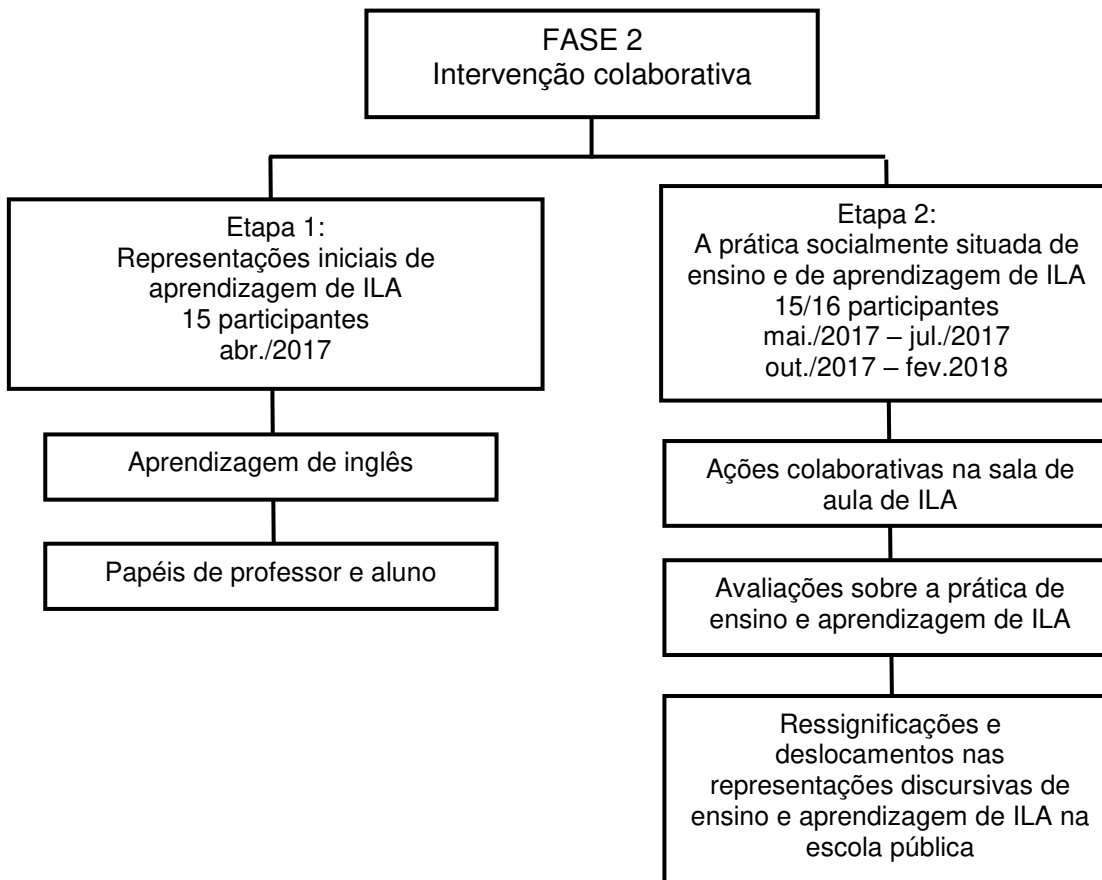 FASE 2
Intervenção colaborativa
Etapa 1:
Representações iniciais de
aprendizagem de ILA
15 participantes
abr./2017
Aprendizagem de inglês
Papéis de professor e aluno
Etapa 2:
A prática socialmente situada de
ensino e de aprendizagem de ILA
15/16 participantes
mai./2017 – jul./2017
out./2017 – fev.2018
Ações colaborativas na sala de
aula de ILA
Avaliações sobre a prática de
ensino e aprendizagem de ILA
Ressignificações e
deslocamentos nas
representações discursivas de
ensino e aprendizagem de ILA na
escola pública